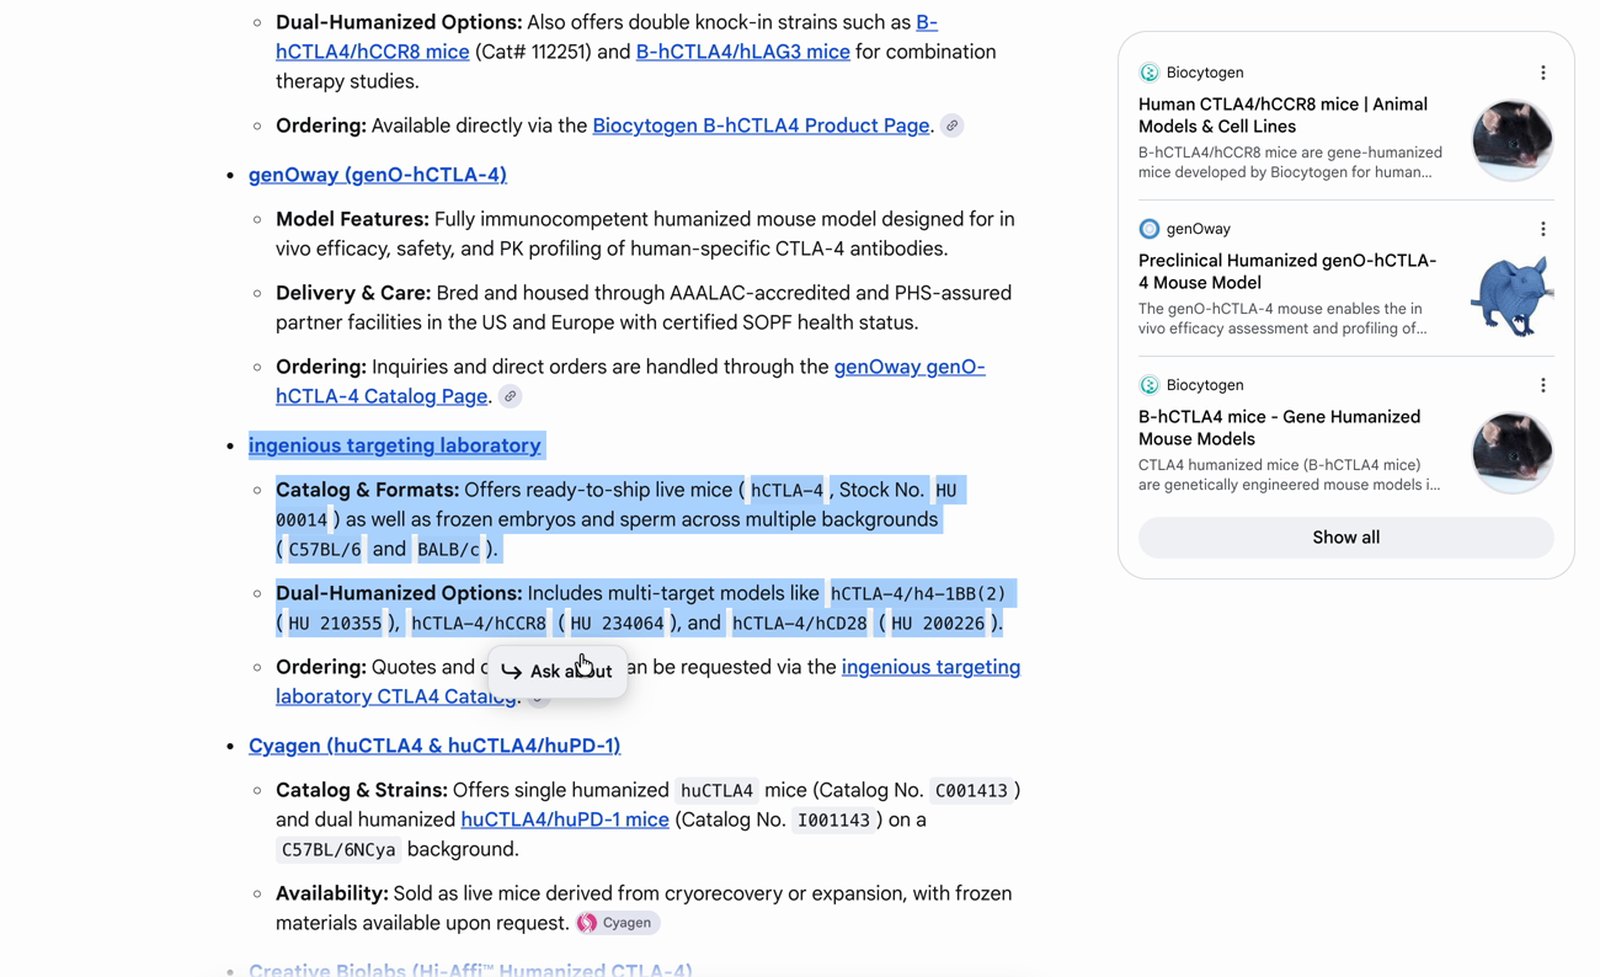 Dual-Humanized Options: Also offers double knock-in strains such as B-
hCTLA4/hCCR8 mice (Cat# 112251) and B-hCTLA4/hLAG3 mice for combination
therapy studies.
Ordering: Available directly via the Biocytogen B-hCTLA4 Product Page.
genOway (genO-hCTLA-4)
Model Features: Fully immunocompetent humanized mouse model designed for in
vivo efficacy, safety, and PK profiling of human-specific CTLA-4 antibodies.
Delivery & Care: Bred and housed through AAALAC-accredited and PHS-assured
partner facilities in the US and Europe with certified SOPF health status.
Ordering: Inquiries and direct orders are handled through the genOway genO-
hCTLA-4 Catalog Page.
ingenious targeting laboratory
Catalog & Formats: Offers ready-to-ship live mice ( hCTLA-4 , Stock No. HU
00014 ) as well as frozen embryos and sperm across multiple backgrounds
( C57BL/6 and BALB/c ).
Dual-Humanized Options: Includes multi-target models like hCTLA-4/h4-1BB(2)
( HU 210355 ), hCTLA-4/hCCR8 ( HU 234064 ), and hCTLA-4/hCD28 ( HU 200226 ).
Ordering: Quotes and an be requested via the ingenious targeting
laboratory CTLA4 Catalog.
Ask about
Cyagen (huCTLA4 & huCTLA4/huPD-1)
Catalog & Strains: Offers single humanized huCTLA4 mice (Catalog No. C001413 )
and dual humanized huCTLA4/huPD-1 mice (Catalog No. I001143 ) on a
C57BL/6NCya background.
Availability: Sold as live mice derived from cryorecovery or expansion, with frozen
materials available upon request. Cyagen
Creative Biolabs (Hi-Affi™ Humanized CTLA-4)
Biocytogen
Human CTLA4/hCCR8 mice | Animal
Models & Cell Lines
B-hCTLA4/hCCR8 mice are gene-humanized
mice developed by Biocytogen for human...
genOway
Preclinical Humanized genO-hCTLA-
4 Mouse Model
The genO-hCTLA-4 mouse enables the in
vivo efficacy assessment and profiling of...
Biocytogen
B-hCTLA4 mice - Gene Humanized
Mouse Models
CTLA4 humanized mice (B-hCTLA4 mice)
are genetically engineered mouse models i...
Show all